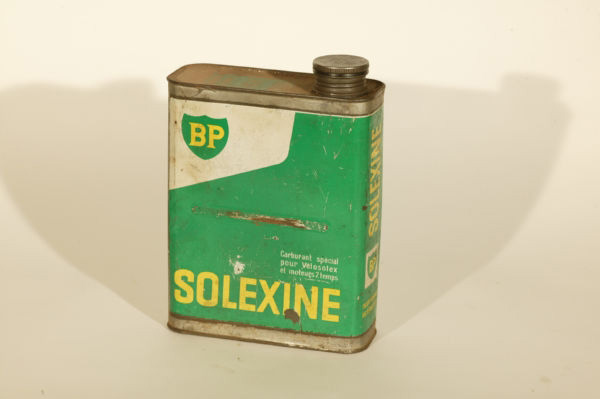 BP
Carburant spécial
pour Vélosolex
et moteurs 2 temps
SOLEXINE
SOLEXINE
BP